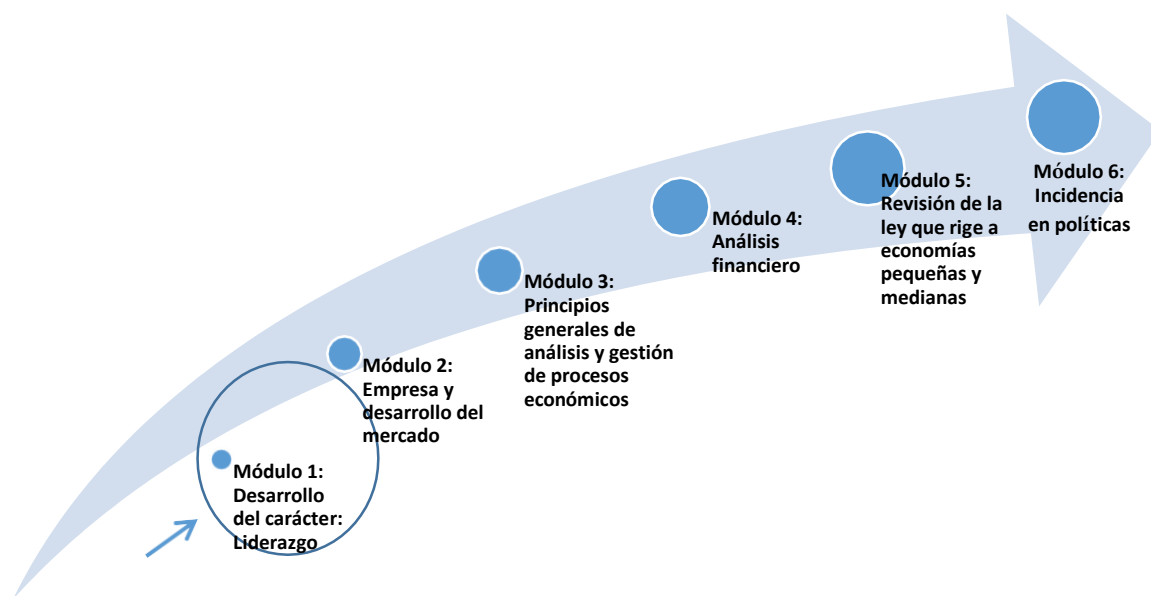 Módulo 1:
Desarrollo
del carácter:
Liderazgo
Módulo 2:
Empresa y
desarrollo del
mercado
Módulo 3:
Principios
generales de
análisis y gestión
de procesos
económicos
Módulo 4:
Análisis
financiero
Módulo 5:
Revisión de la
ley que rige a
economías
pequeñas y
medianas
Módulo 6:
Incidencia
en políticas